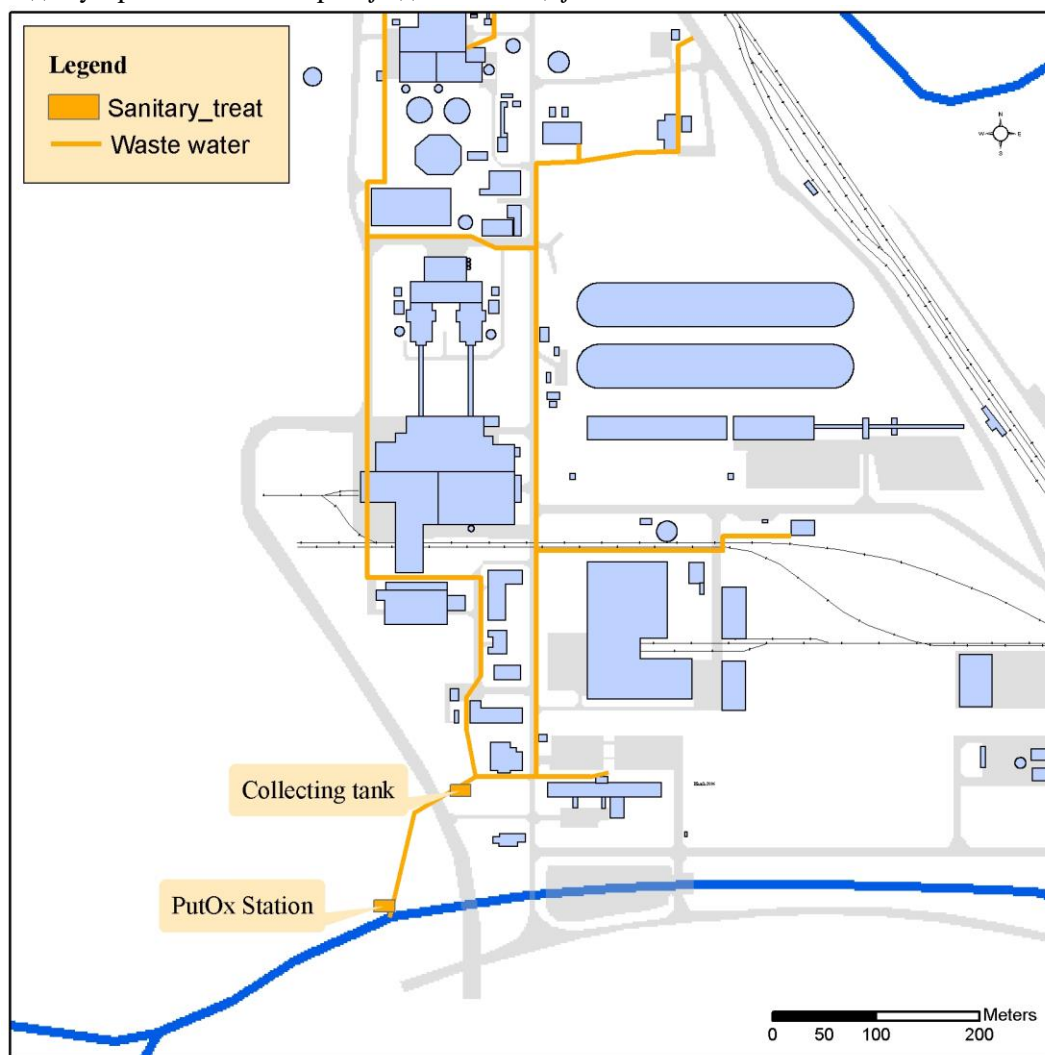 Legend
Sanitary_treat
Waste water
N
W E
S
Collecting tank
PutOx Station
Meters
0 50 100 200